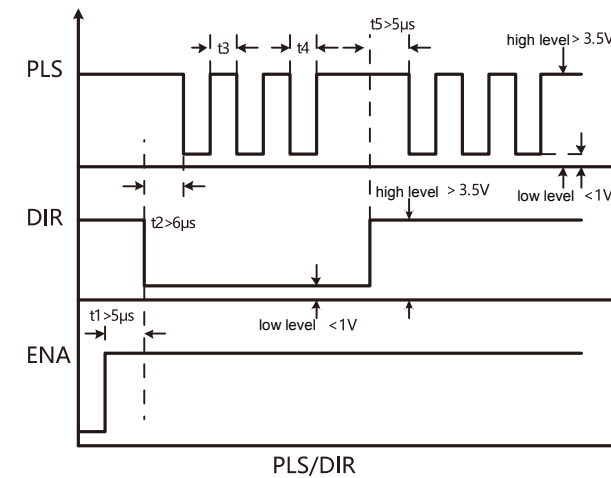 t5>5μs
PLS
t3
t4
high level > 3.5V
low level <1V
DIR
t2>6μs
high level > 3.5V
t1>5μs
low level <1V
ENA
PLS/DIR